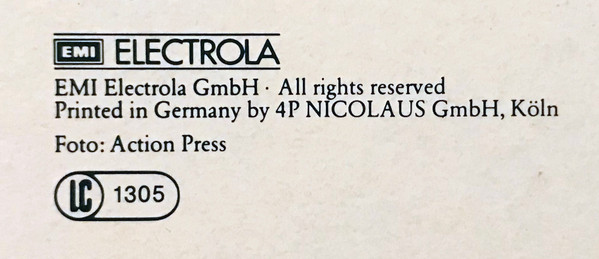 EMI ELECTROLA
EMI Electrola GmbH · All rights reserved
Printed in Germany by 4P NICOLAUS GmbH, Köln
Foto: Action Press
LC 1305